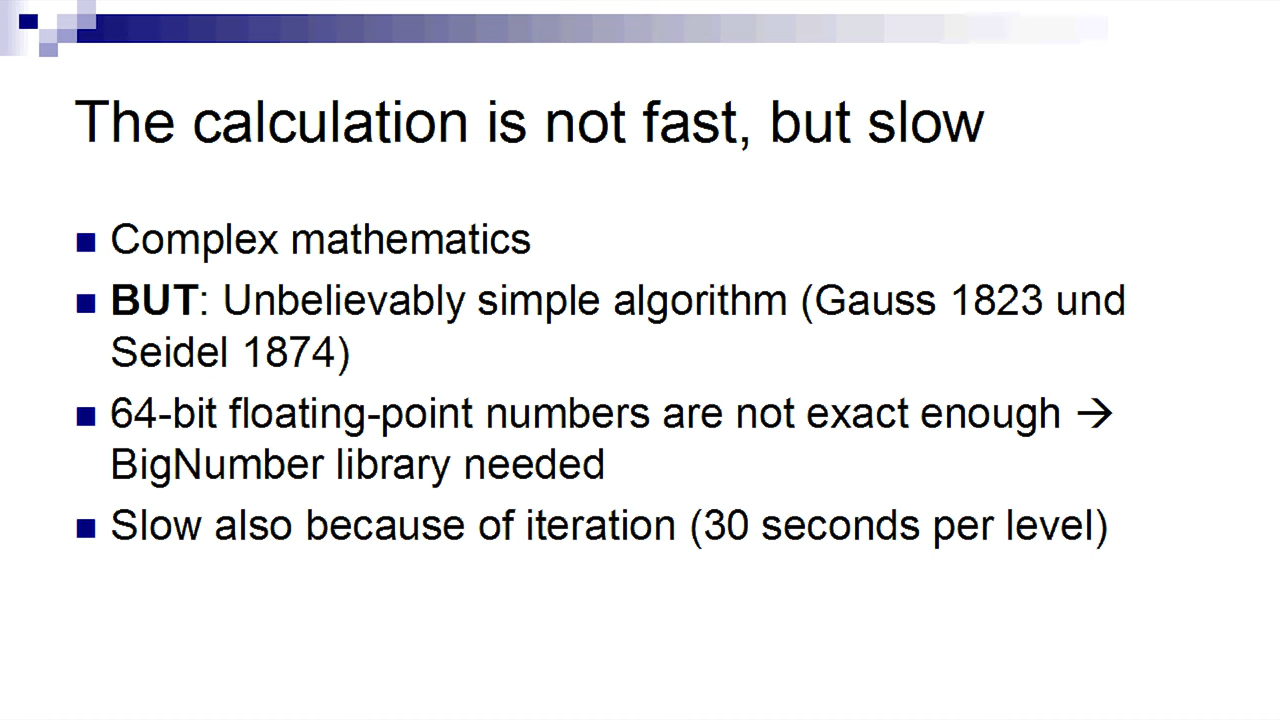 The calculation is not fast, but slow
Complex mathematics
BUT: Unbelievably simple algorithm (Gauss 1823 und
Seidel 1874)
64-bit floating-point numbers are not exact enough →
BigNumber library needed
Slow also because of iteration (30 seconds per level)